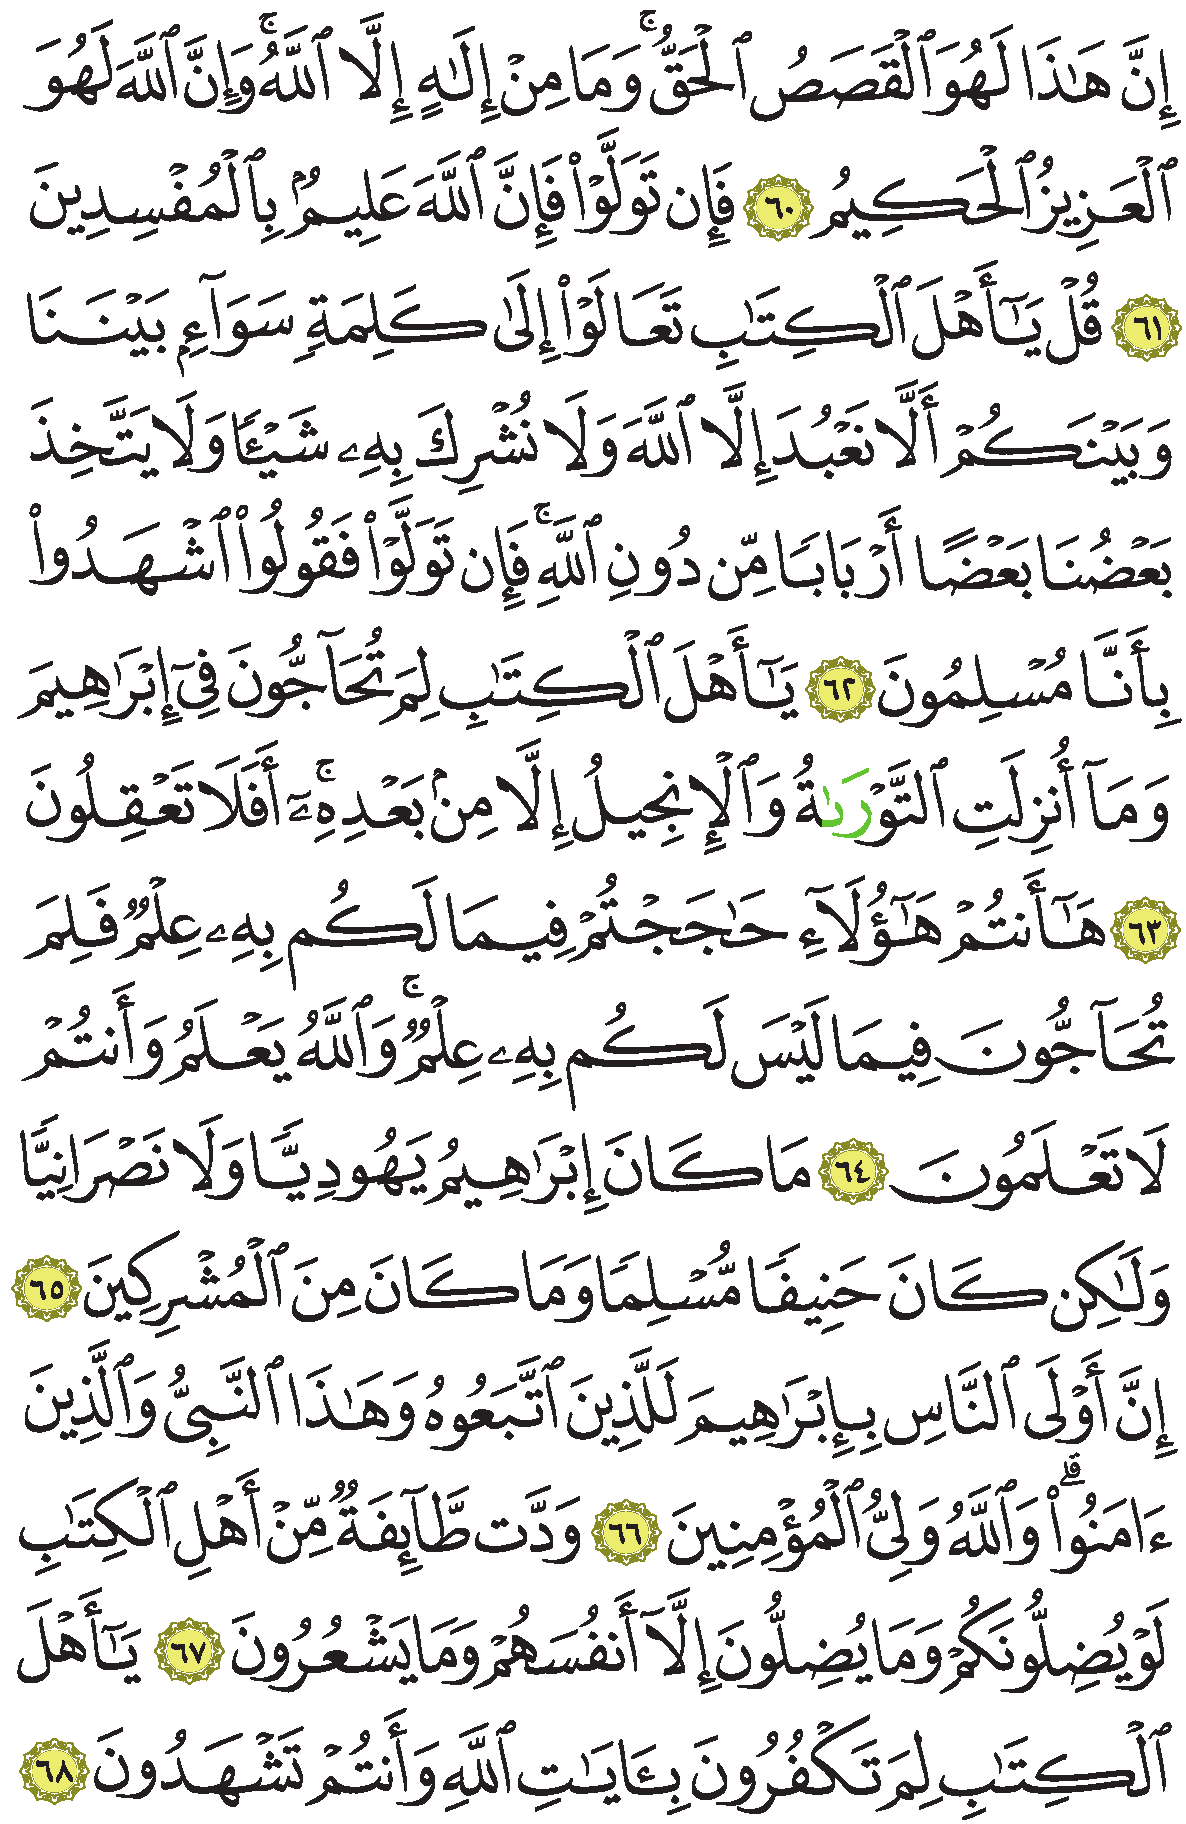 إِنَّ هَٰذَا لَهُوَ ٱلْقَصَصُ ٱلْحَقُّ ۚ وَمَا مِنْ إِلَٰهٍ إِلَّا ٱللَّهُ ۚ وَإِنَّ ٱللَّهَ لَهُوَ
ٱلْعَزِيزُ ٱلْحَكِيمُ ٦٠ فَإِن تَوَلَّوْا۟ فَإِنَّ ٱللَّهَ عَلِيمٌۢ بِٱلْمُفْسِدِينَ
٦١ قُلْ يَٰٓأَهْلَ ٱلْكِتَٰبِ تَعَالَوْا۟ إِلَىٰ كَلِمَةٍ سَوَآءٍۭ بَيْنَنَا
وَبَيْنَكُمْ أَلَّا نَعْبُدَ إِلَّا ٱللَّهَ وَلَا نُشْرِكَ بِهِۦ شَيْـًٔا وَلَا يَتَّخِذَ
بَعْضُنَا بَعْضًا أَرْبَابًا مِّن دُونِ ٱللَّهِ ۚ فَإِن تَوَلَّوْا۟ فَقُولُوا۟ ٱشْهَدُوا۟
بِأَنَّا مُسْلِمُونَ ٦٢ يَٰٓأَهْلَ ٱلْكِتَٰبِ لِمَ تُحَآجُّونَ فِىٓ إِبْرَٰهِيمَ
وَمَآ أُنزِلَتِ ٱلتَّوْرَىٰةُ وَٱلْإِنجِيلُ إِلَّا مِنۢ بَعْدِهِۦٓ ۚ أَفَلَا تَعْقِلُونَ
٦٣ هَٰٓأَنتُمْ هَٰٓؤُلَآءِ حَٰجَجْتُمْ فِيمَا لَكُم بِهِۦ عِلْمٌ فَلِمَ
تُحَآجُّونَ فِيمَا لَيْسَ لَكُم بِهِۦ عِلْمٌ ۚ وَٱللَّهُ يَعْلَمُ وَأَنتُمْ
لَا تَعْلَمُونَ ٦٤ مَا كَانَ إِبْرَٰهِيمُ يَهُودِيًّا وَلَا نَصْرَانِيًّا
وَلَٰكِن كَانَ حَنِيفًا مُّسْلِمًا وَمَا كَانَ مِنَ ٱلْمُشْرِكِينَ ٦٥
إِنَّ أَوْلَى ٱلنَّاسِ بِإِبْرَٰهِيمَ لَلَّذِينَ ٱتَّبَعُوهُ وَهَٰذَا ٱلنَّبِىُّ وَٱلَّذِينَ
ءَامَنُوا۟ ۗ وَٱللَّهُ وَلِىُّ ٱلْمُؤْمِنِينَ ٦٦ وَدَّت طَّآئِفَةٌ مِّنْ أَهْلِ ٱلْكِتَٰبِ
لَوْ يُضِلُّونَكُمْ وَمَا يُضِلُّونَ إِلَّآ أَنفُسَهُمْ وَمَا يَشْعُرُونَ ٦٧ يَٰٓأَهْلَ
ٱلْكِتَٰبِ لِمَ تَكْفُرُونَ بِـَٔايَٰتِ ٱللَّهِ وَأَنتُمْ تَشْهَدُونَ ٦٨